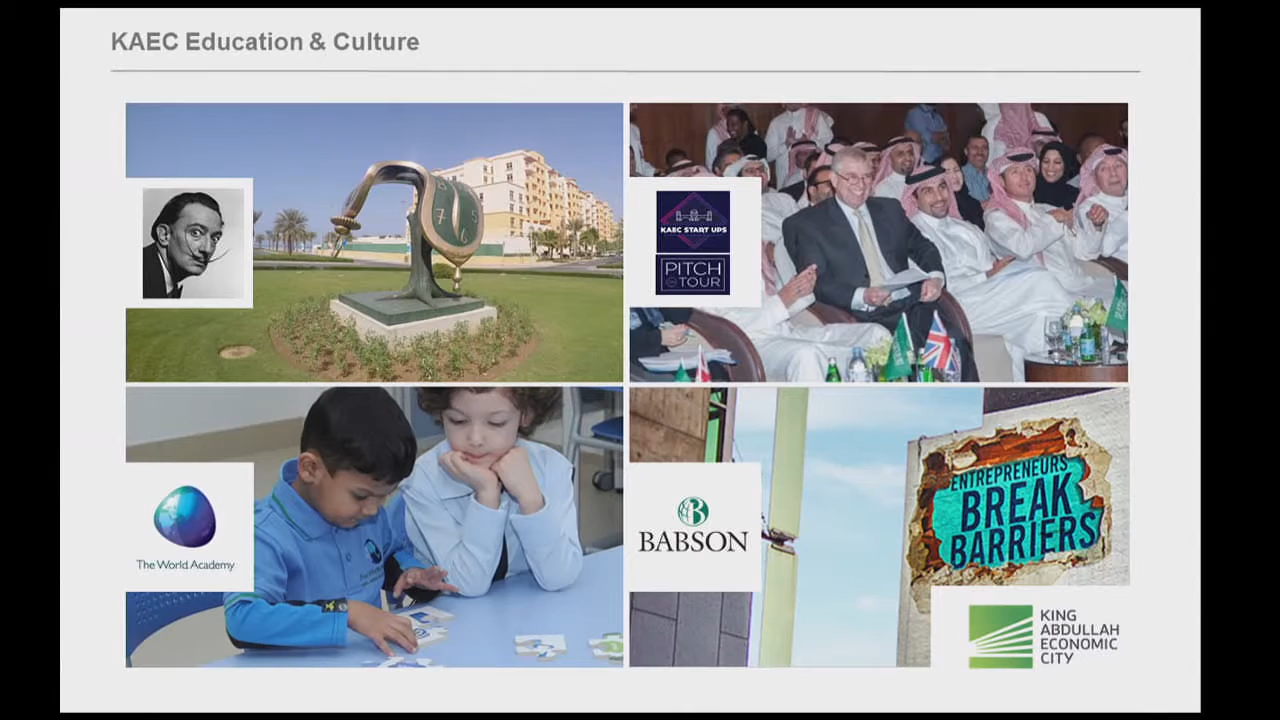 KAEC Education & Culture
KAEC START UPS
PITCH
ON
TOUR
The World Academy
BABSON
ENTREPRENEURS
BREAK
BARRIERS
KING
ABDULLAH
ECONOMIC
CITY